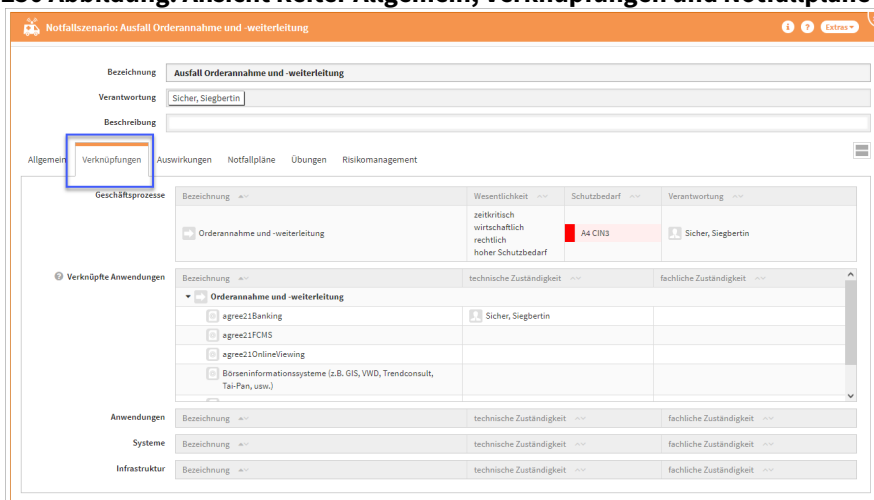 Notfallszenario: Ausfall Orderannahme und -weiterleitung
i ? Extras
Bezeichnung Ausfall Orderannahme und -weiterleitung
Verantwortung Sicher, Siegbertin
Beschreibung
Allgemein Verknüpfungen Auswirkungen Notfallpläne Übungen Risikomanagement
Geschäftsprozesse Bezeichnung Wesentlichkeit Schutzbedarf Verantwortung
Orderannahme und -weiterleitung zeitkritisch A4 CIN3 Sicher, Siegbertin
wirtschaftlich
rechtlich
hoher Schutzbedarf
? Verknüpfte Anwendungen Bezeichnung technische Zuständigkeit fachliche Zuständigkeit
Orderannahme und -weiterleitung
agree21Banking Sicher, Siegbertin
agree21FCMS
agree21OnlineViewing
Börseninformationssysteme (z.B. GIS, VWD, Trendconsult,
Tai-Pan, usw.)
Anwendungen Bezeichnung technische Zuständigkeit fachliche Zuständigkeit
Systeme Bezeichnung technische Zuständigkeit fachliche Zuständigkeit
Infrastruktur Bezeichnung technische Zuständigkeit fachliche Zuständigkeit